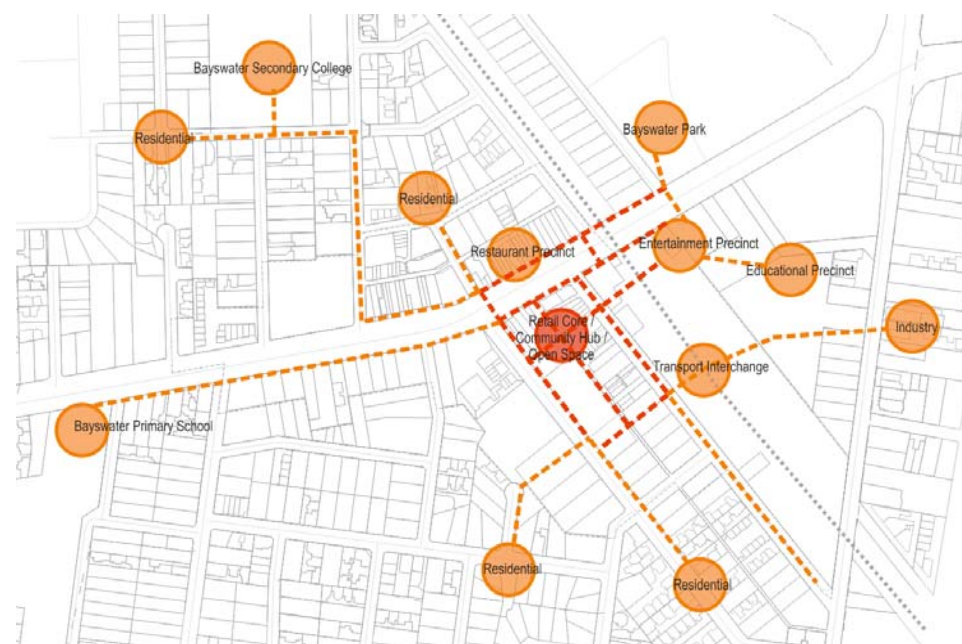 Bayswater Secondary College
Residential
Bayswater Park
Residential
Restaurant Precinct
Entertainment Precinct
Educational Precinct
Retail Core /
Community Hub /
Open Space
Industry
Transport Interchange
Bayswater Primary School
Residential
Residential